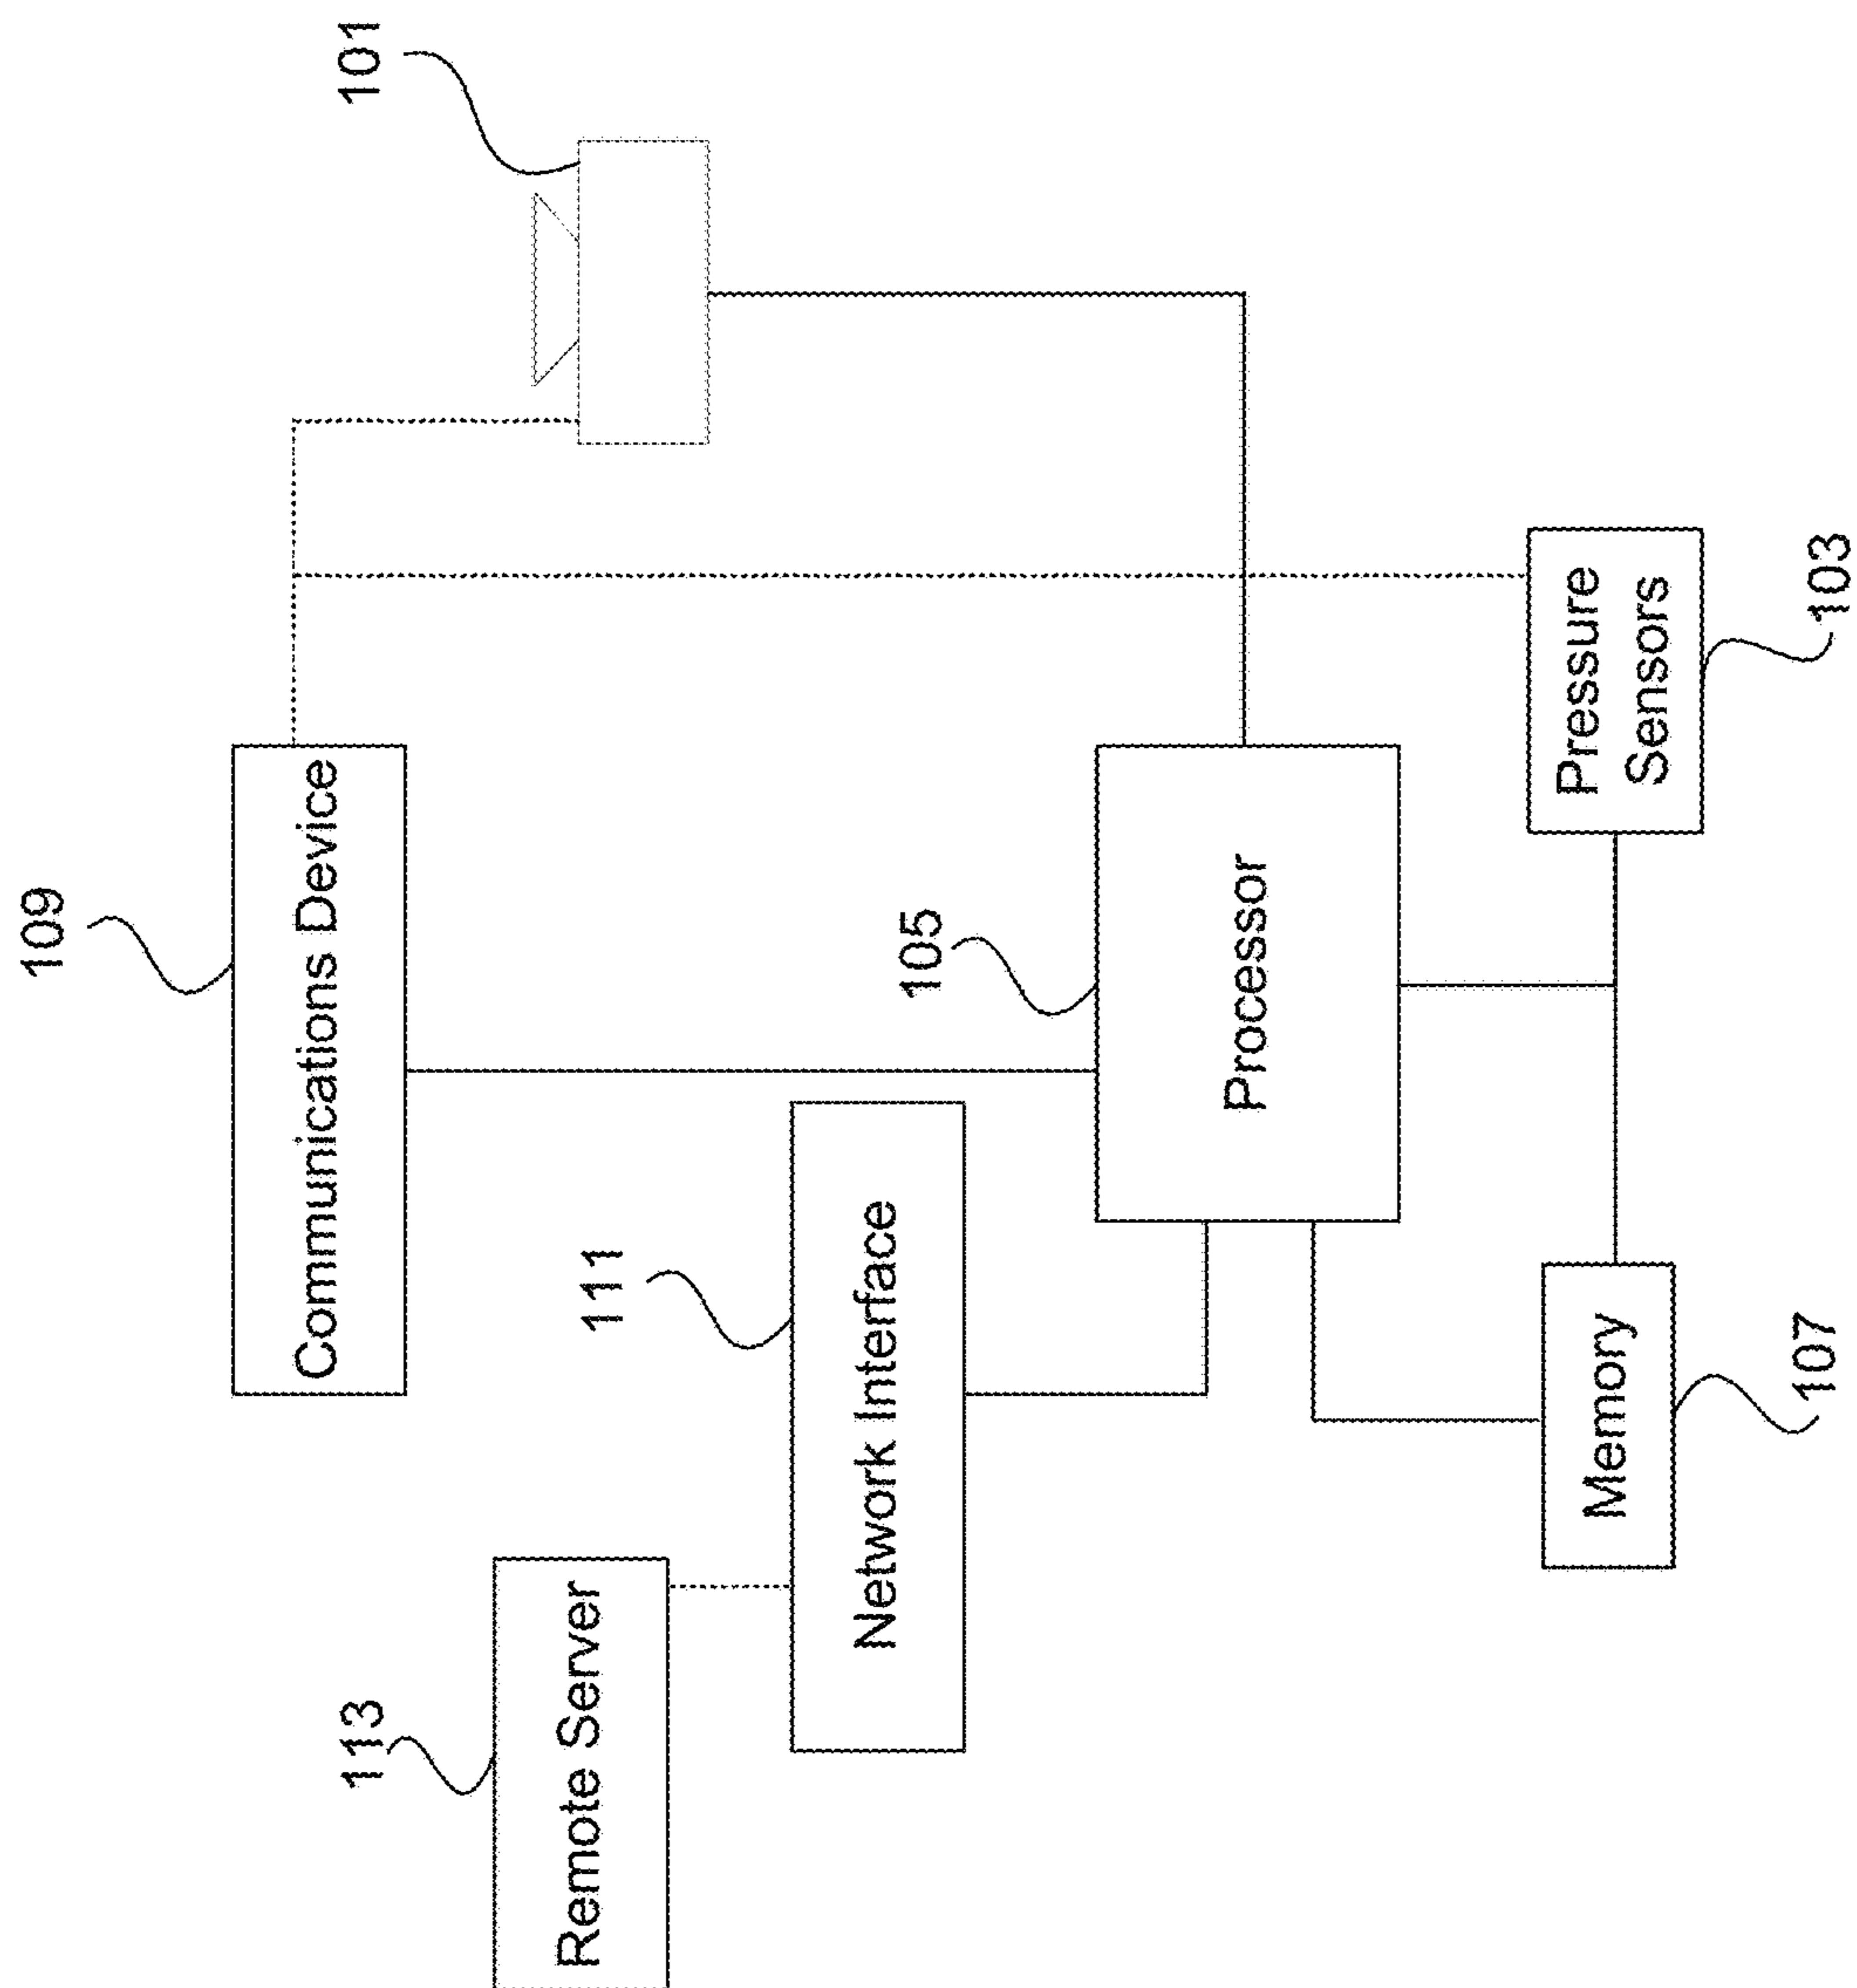 109
Communications Device
113
101
Remote Server
111
Network Interface
105
Processor
Memory
Pressure
Sensors
107
103